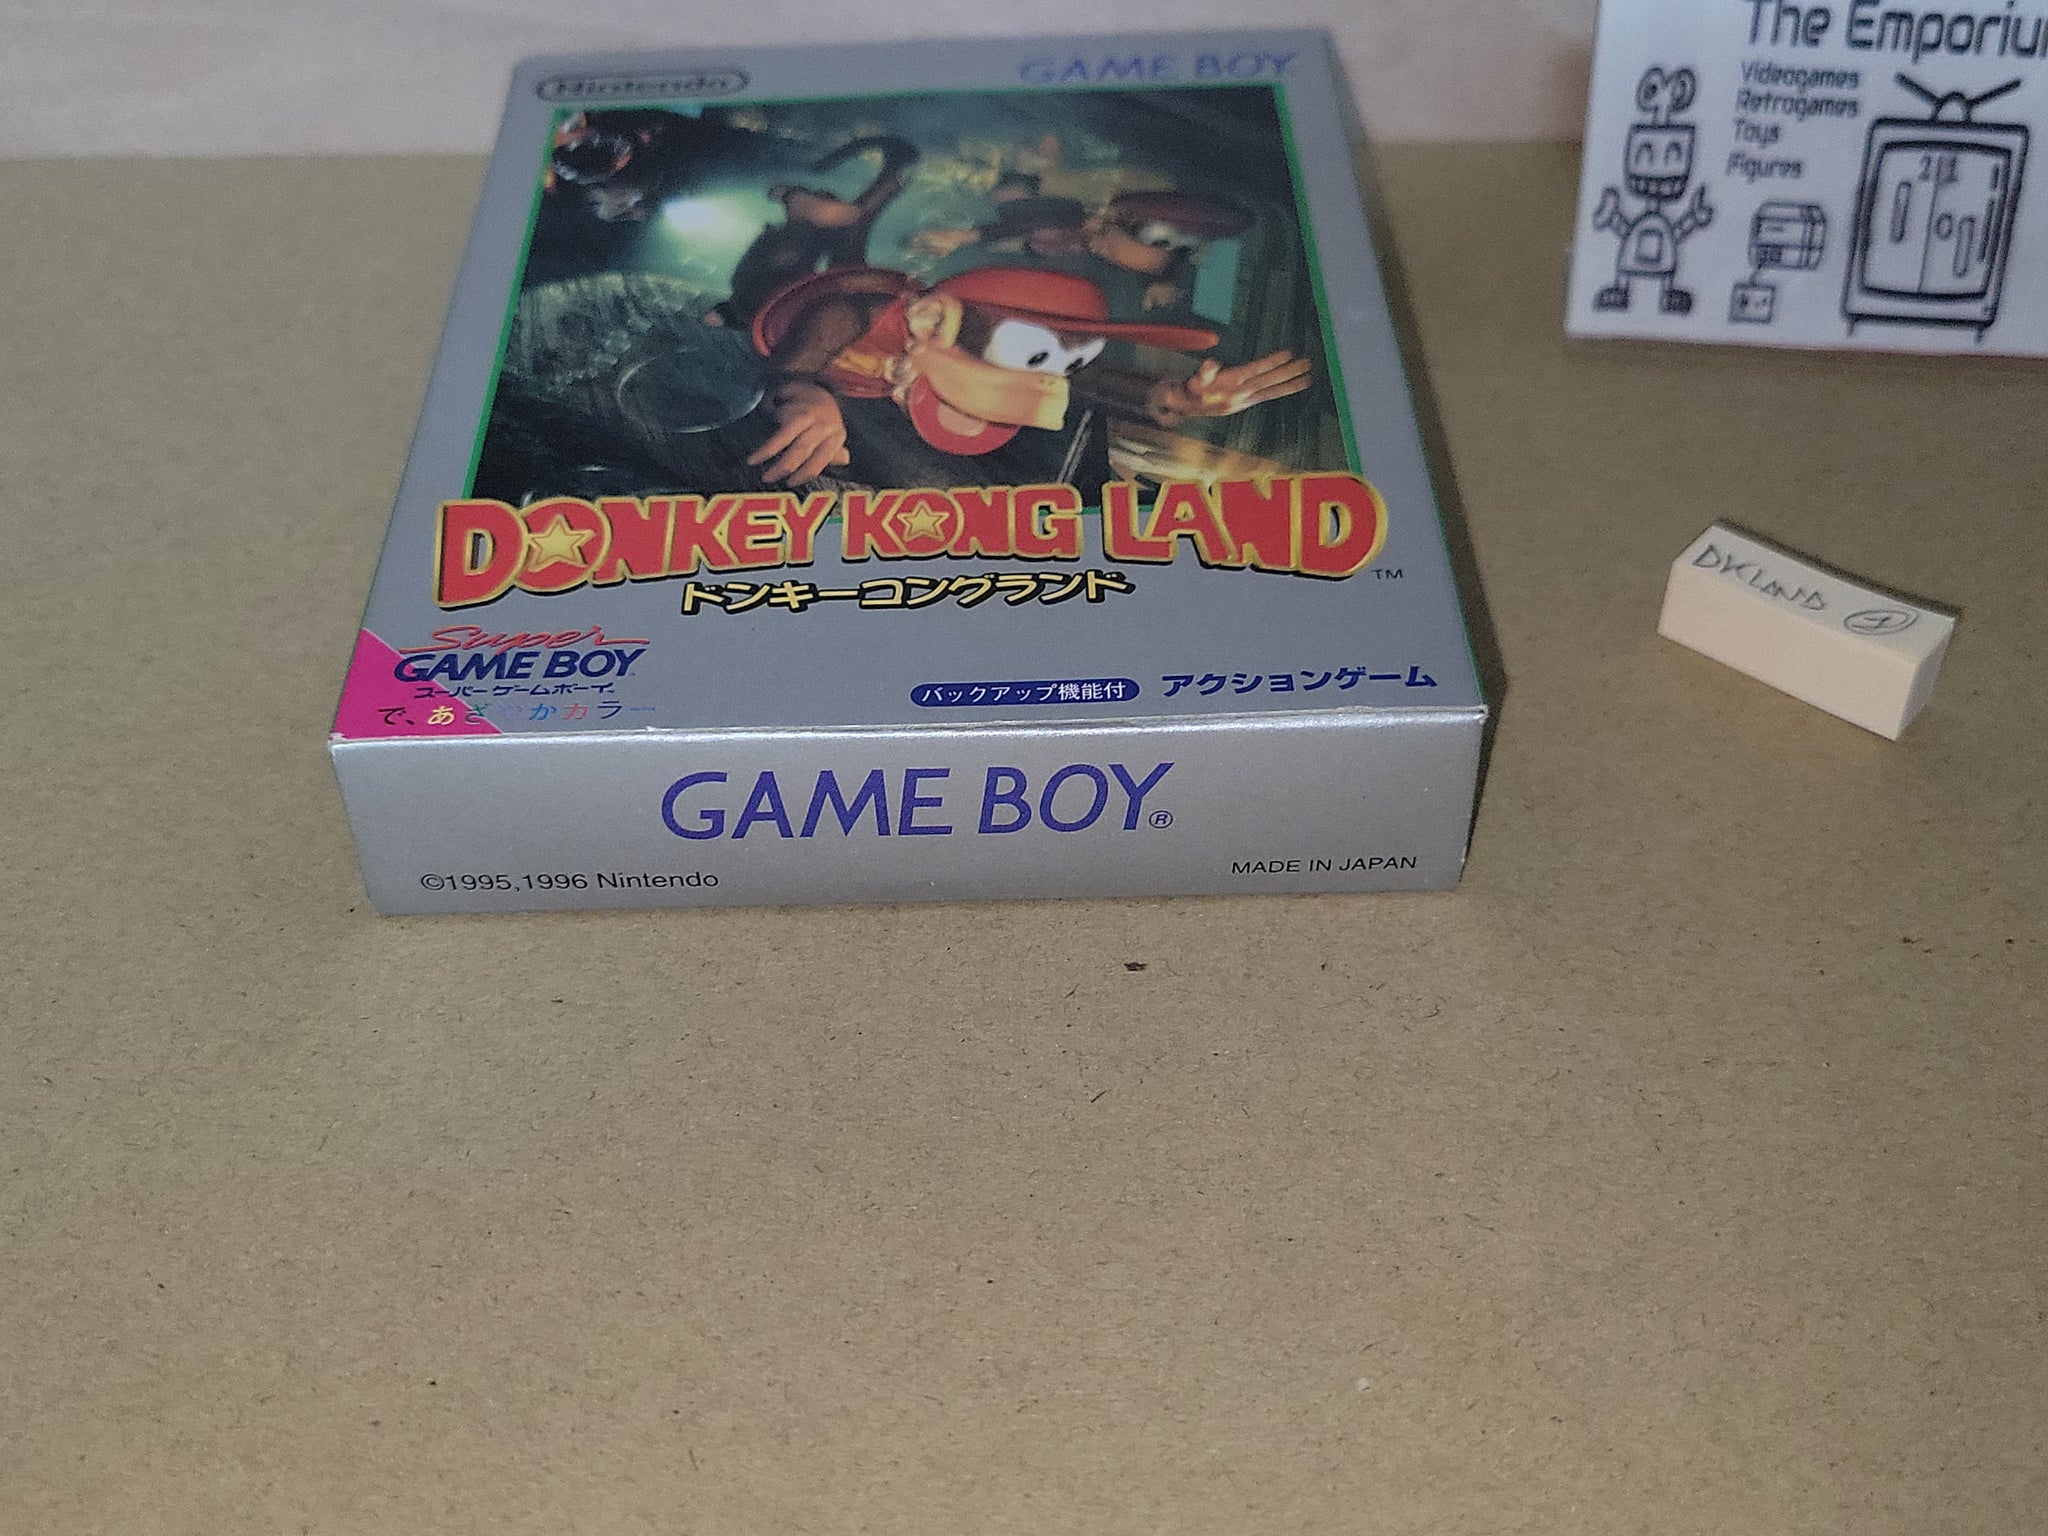 Nintendo
GAME BOY
DONKEY KONG LAND
TM
ドンキーコングランド
Super
GAME BOY
スーパーゲームボーイ
で、あざやかカラー
バックアップ機能付
アクションゲーム
GAME BOY®
©1995,1996 Nintendo
MADE IN JAPAN
The
Videogames
Retrogames
Toys
Figures
DKLAND 1